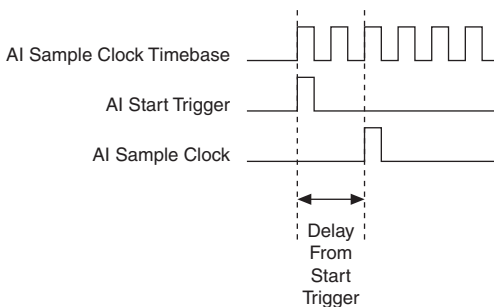 AI Sample Clock Timebase
AI Start Trigger
AI Sample Clock
Delay
From
Start
Trigger